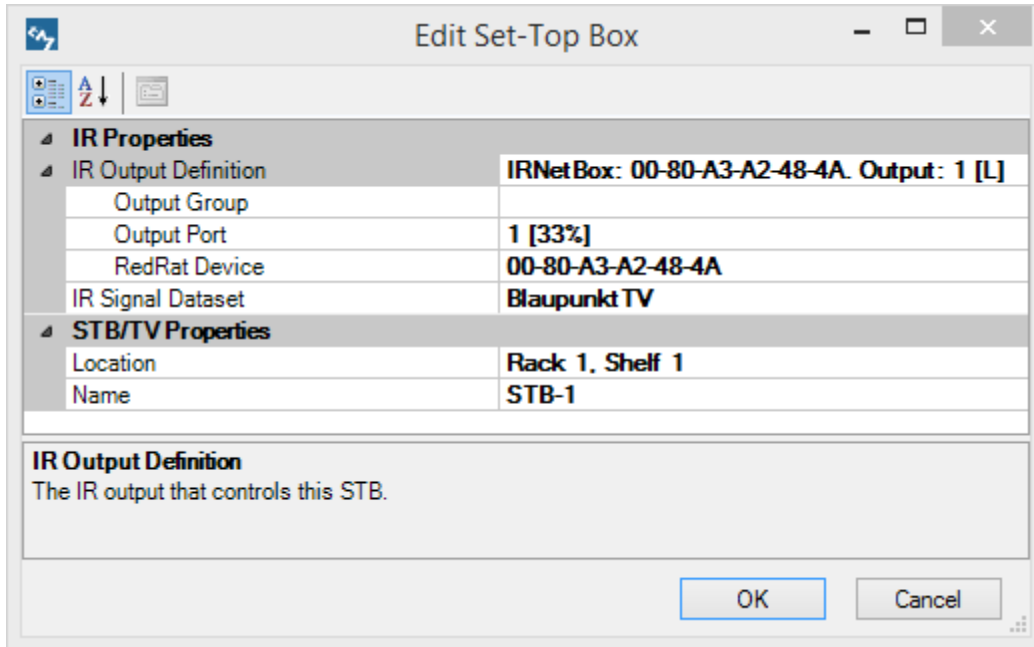 Edit Set-Top Box
IR Properties
IR Output Definition IRNetBox: 00-80-A3-A2-48-4A. Output: 1 [L]
Output Group
Output Port 1 [33%]
RedRat Device 00-80-A3-A2-48-4A
IR Signal Dataset Blaupunkt TV
STB/TV Properties
Location Rack 1, Shelf 1
Name STB-1
IR Output Definition
The IR output that controls this STB.
OK Cancel